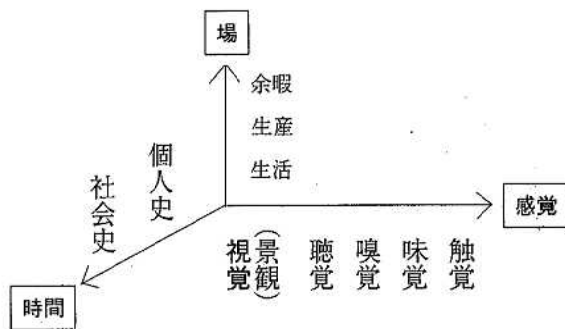 場
余暇
生産
生活
個人史
社会史
時間
感覚
視覚
(景観)
聴覚
嗅覚
味覚
触覚